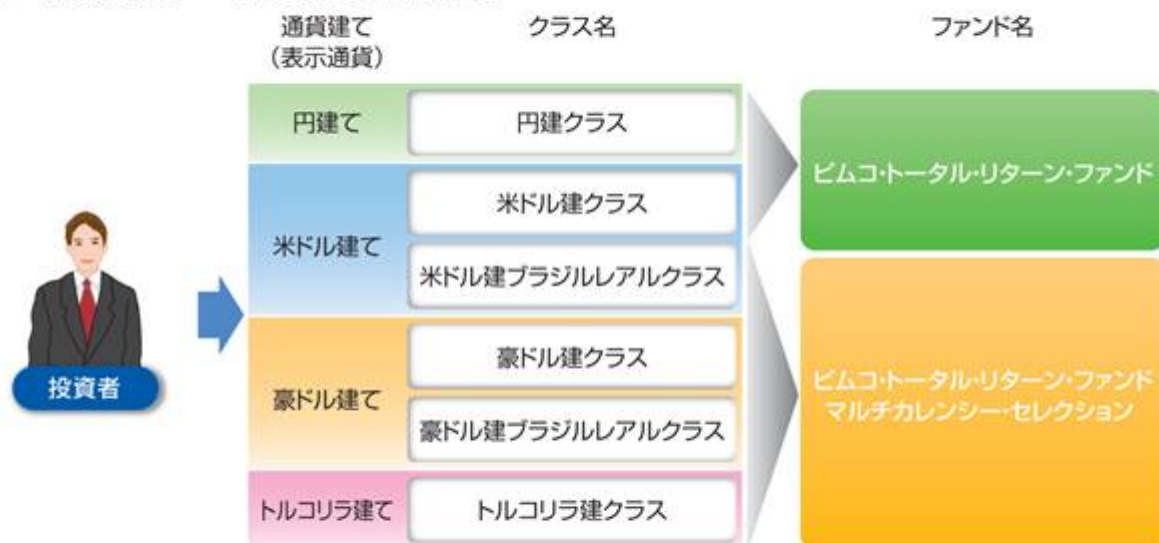 通貨建て
(表示通貨)
クラス名
ファンド名
円建て
円建クラス
米ドル建て
米ドル建クラス
米ドル建ブラジルレアルクラス
豪ドル建て
豪ドル建クラス
豪ドル建ブラジルレアルクラス
トルコリラ建て
トルコリラ建クラス
投資者
ピムコ・トータル・リターン・ファンド
ピムコ・トータル・リターン・ファンド
マルチカレンシー・セレクション